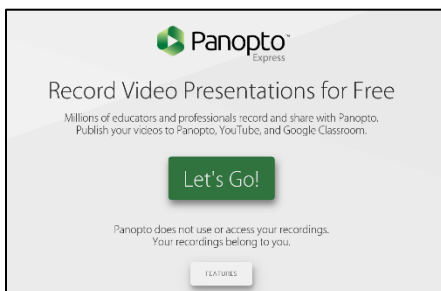 Panopto™
Express
Record Video Presentations for Free
Millions of educators and professionals record and share with Panopto.
Publish your videos to Panopto, YouTube, and Google Classroom.
Let's Go!
Panopto does not use or access your recordings.
Your recordings belong to you.
FEATURES